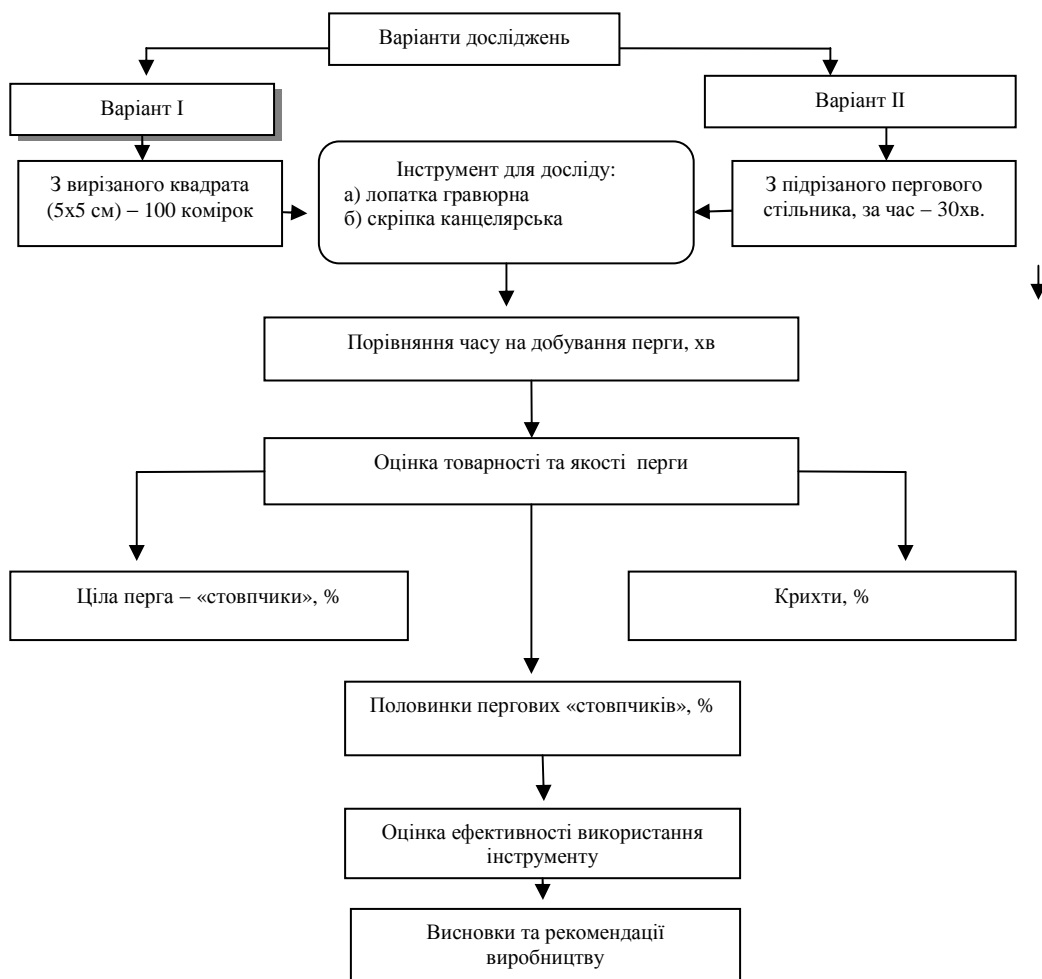 Варіанти досліджень
Варіант I
Варіант II
З вирізаного квадрата
(5х5 см) – 100 комірок
Інструмент для досліду:
а) лопатка гравюрна
б) скріпка канцелярська
З підрізаного пергового
стільника, за час – 30хв.
Порівняння часу на добування перги, хв
Оцінка товарності та якості перги
Ціла перга – «стовпчики», %
Крихти, %
Половинки пергових «стовпчиків», %
Оцінка ефективності використання
інструменту
Висновки та рекомендації
виробництву